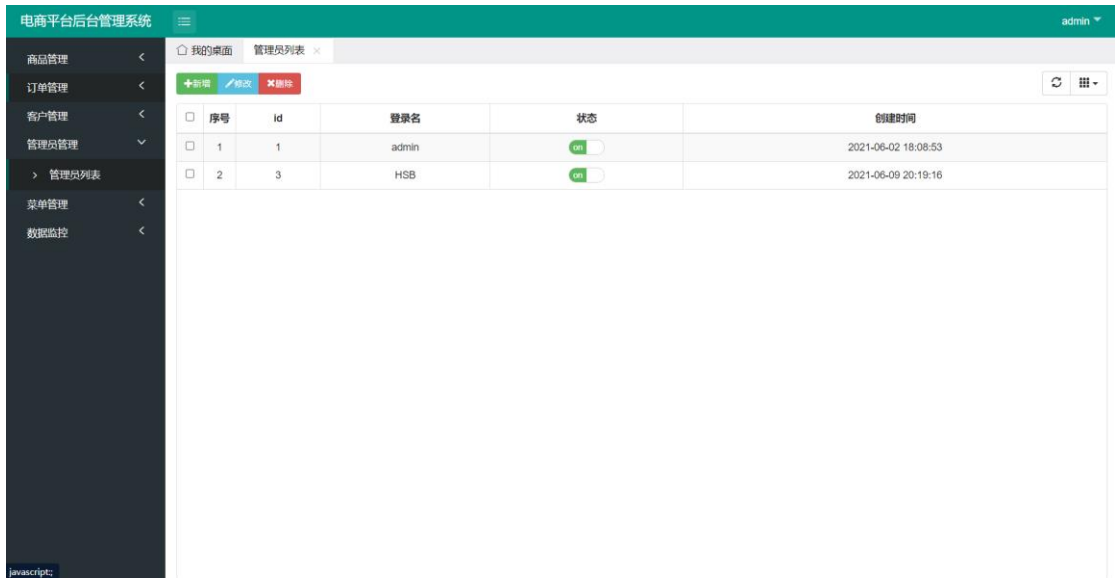 电商平台后台管理系统 admin
商品管理
订单管理
客户管理
管理员管理
管理员列表
菜单管理
数据监控
我的桌面 管理员列表 ×
新增 修改 删除
序号 id 登录名 状态 创建时间
1 1 admin on 2021-06-02 18:08:53
2 3 HSB on 2021-06-09 20:19:16
javascript:;